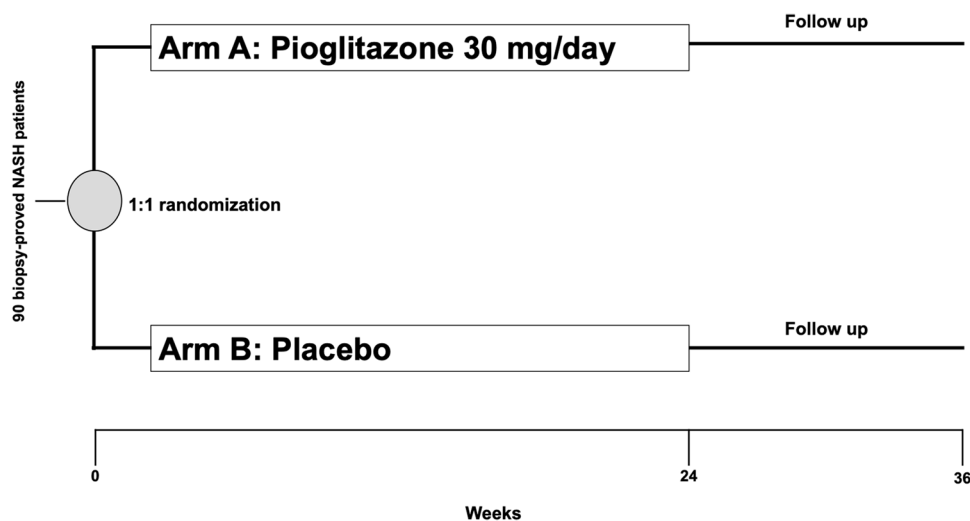 Follow up
Arm A: Pioglitazone 30 mg/day
90 biopsy-proved NASH patients
1:1 randomization
Follow up
Arm B: Placebo
0
24
36
Weeks